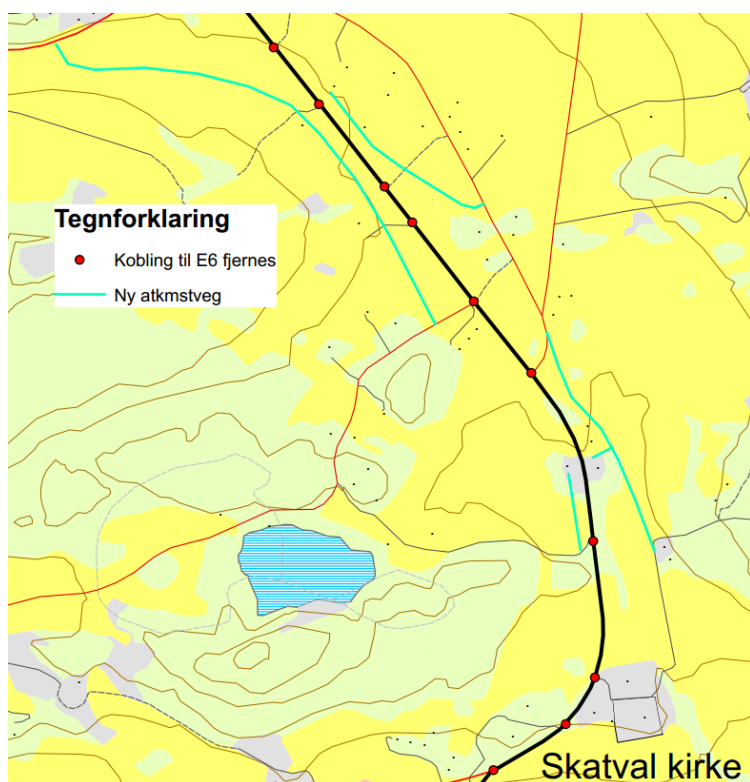 Tegnforklaring
Kobling til E6 fjernes
Ny atkmstveg
Skatval kirke